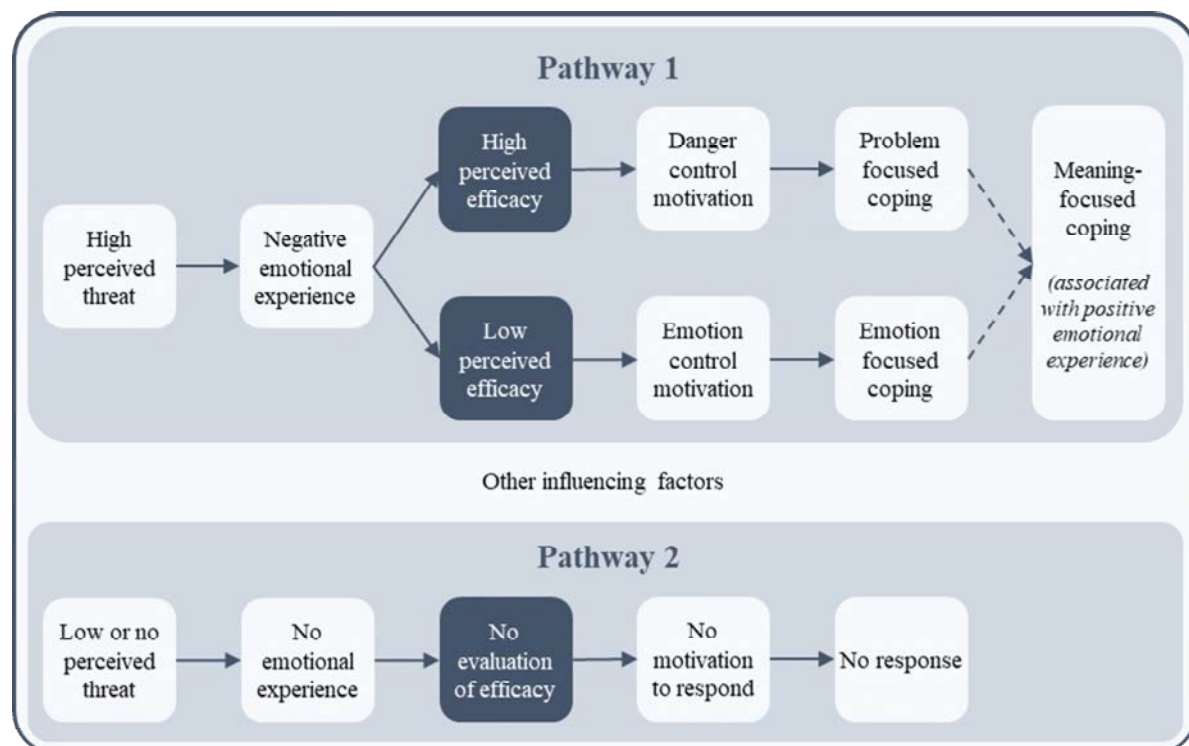 Pathway 1
High
perceived
threat
Negative
emotional
experience
High
perceived
efficacy
Danger
control
motivation
Problem
focused
coping
Low
perceived
efficacy
Emotion
control
motivation
Emotion
focused
coping
Meaning-
focused
coping
(associated
with positive
emotional
experience)
Other influencing factors
Pathway 2
Low or no
perceived
threat
No
emotional
experience
No
evaluation
of efficacy
No
motivation
to respond
No response